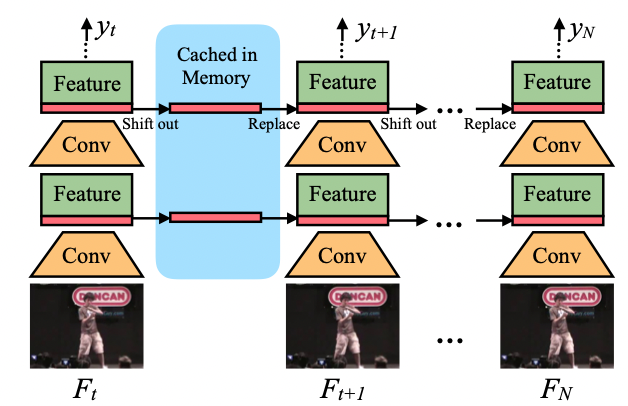 y_t
y_{t+1}
y_N
Cached in
Memory
Feature
Feature
Feature
Shift out
Replace
Shift out
Replace
Conv
Conv
Conv
Feature
Feature
Feature
Conv
Conv
Conv
DUNCAN
DUNCAN
DUNCAN
...
F_t
F_{t+1}
F_N